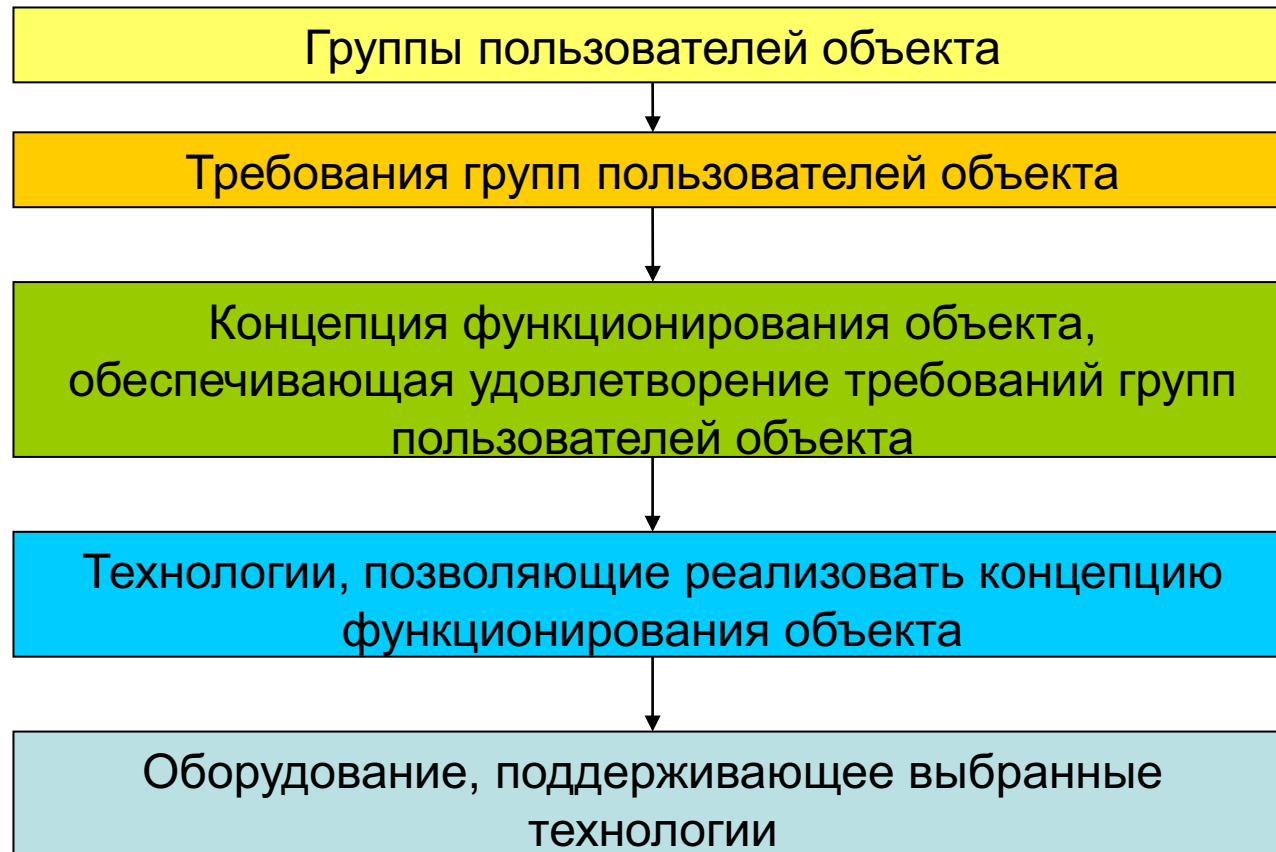 Группы пользователей объекта
Требования групп пользователей объекта
Концепция функционирования объекта,
обеспечивающая удовлетворение требований групп
пользователей объекта
Технологии, позволяющие реализовать концепцию
функционирования объекта
Оборудование, поддерживающее выбранные
технологии